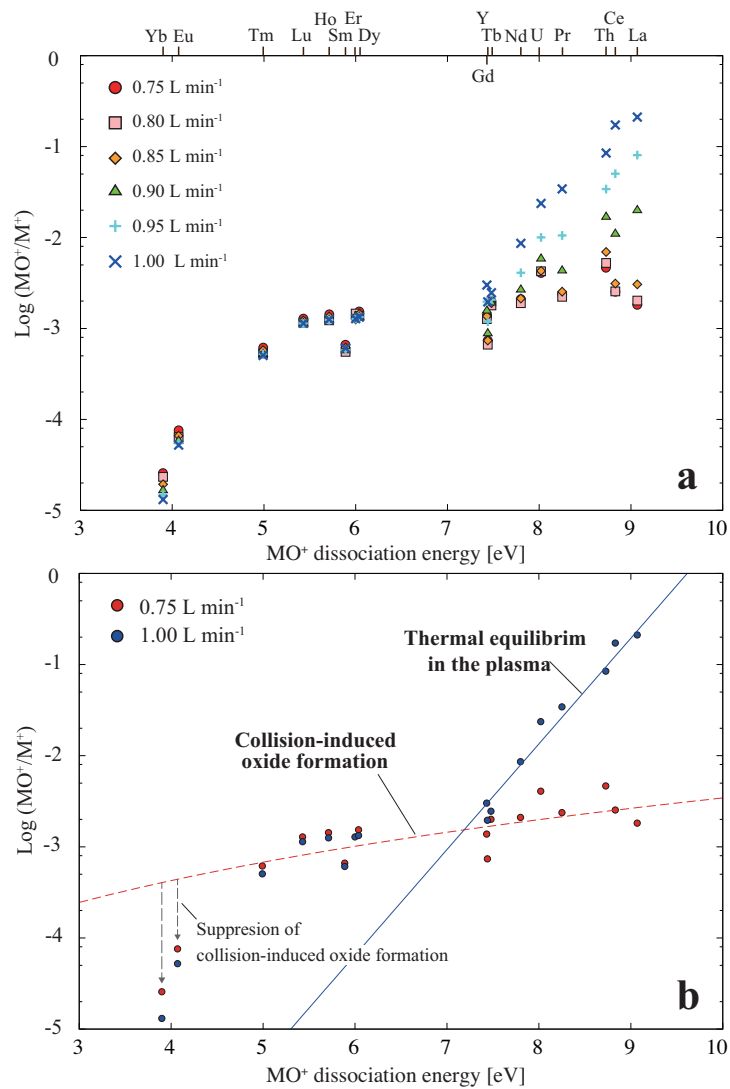 Ho Er Y Ce
Yb Eu Tm Lu Sm Dy Tb Nd U Pr Th La
Gd
0
0.75 L min⁻¹
0.80 L min⁻¹
0.85 L min⁻¹
0.90 L min⁻¹
0.95 L min⁻¹
1.00 L min⁻¹
-1
-2
-3
-4
-5
Log (MO⁺/M⁺)
a
3 4 5 6 7 8 9 10
MO⁺ dissociation energy [eV]
0
0.75 L min⁻¹
1.00 L min⁻¹
Thermal equilibrim
in the plasma
-1
Collision-induced
oxide formation
-2
-3
Suppresion of
collision-induced oxide formation
-4
-5
Log (MO⁺/M⁺)
b
3 4 5 6 7 8 9 10
MO⁺ dissociation energy [eV]